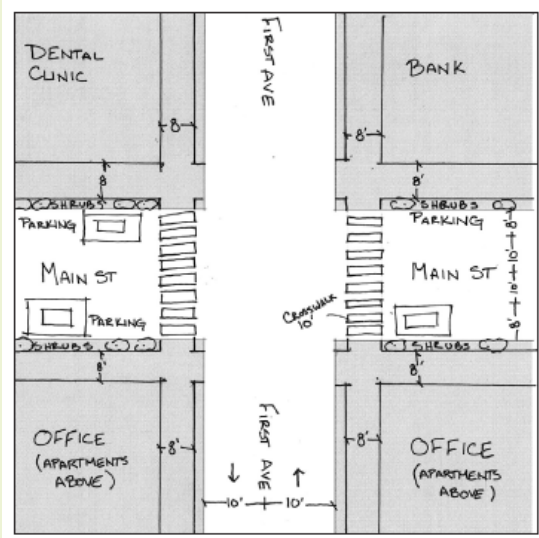 DENTAL
CLINIC
FIRST AVE
BANK
8
8'
8
8'
SHRUBS
SHRUBS
PARKING
PARKING
MAIN ST
MAIN ST
8'
10'
10'
8'
CROSSWALK
10'
PARKING
SHRUBS
SHRUBS
8'
8'
OFFICE
(APARTMENTS
ABOVE)
8'
FIRST AVE
8'
OFFICE
(APARTMENTS
ABOVE)
10'
10'